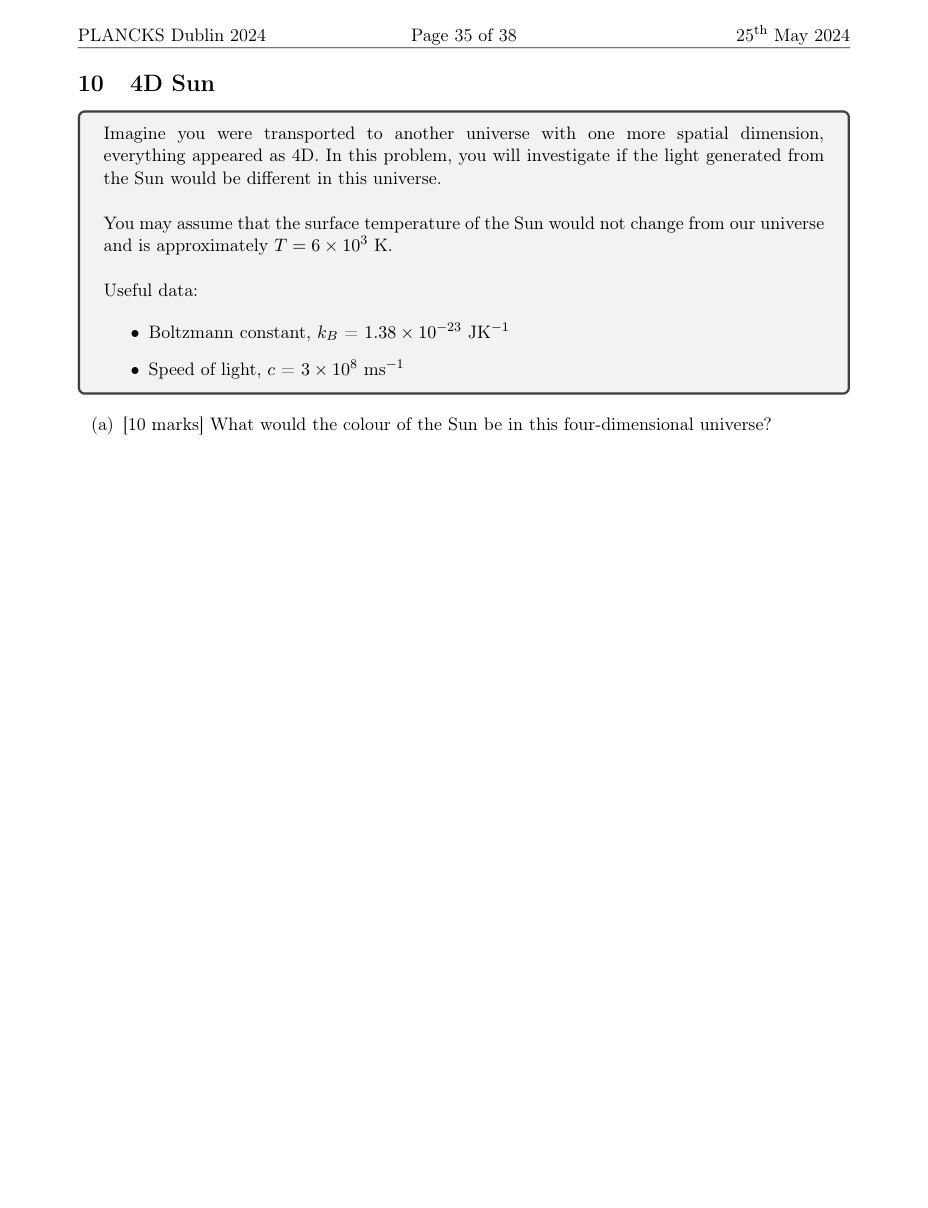 PLANCKS Dublin 2024 Page 35 of 38 25th May 2024
10 4D Sun
Imagine you were transported to another universe with one more spatial dimension,
everything appeared as 4D. In this problem, you will investigate if the light generated from
the Sun would be different in this universe.
You may assume that the surface temperature of the Sun would not change from our universe
and is approximately T = 6 × 10³ K.
Useful data:
• Boltzmann constant, k_B = 1.38 × 10⁻²³ JK⁻¹
• Speed of light, c = 3 × 10⁸ ms⁻¹
(a) [10 marks] What would the colour of the Sun be in this four-dimensional universe?